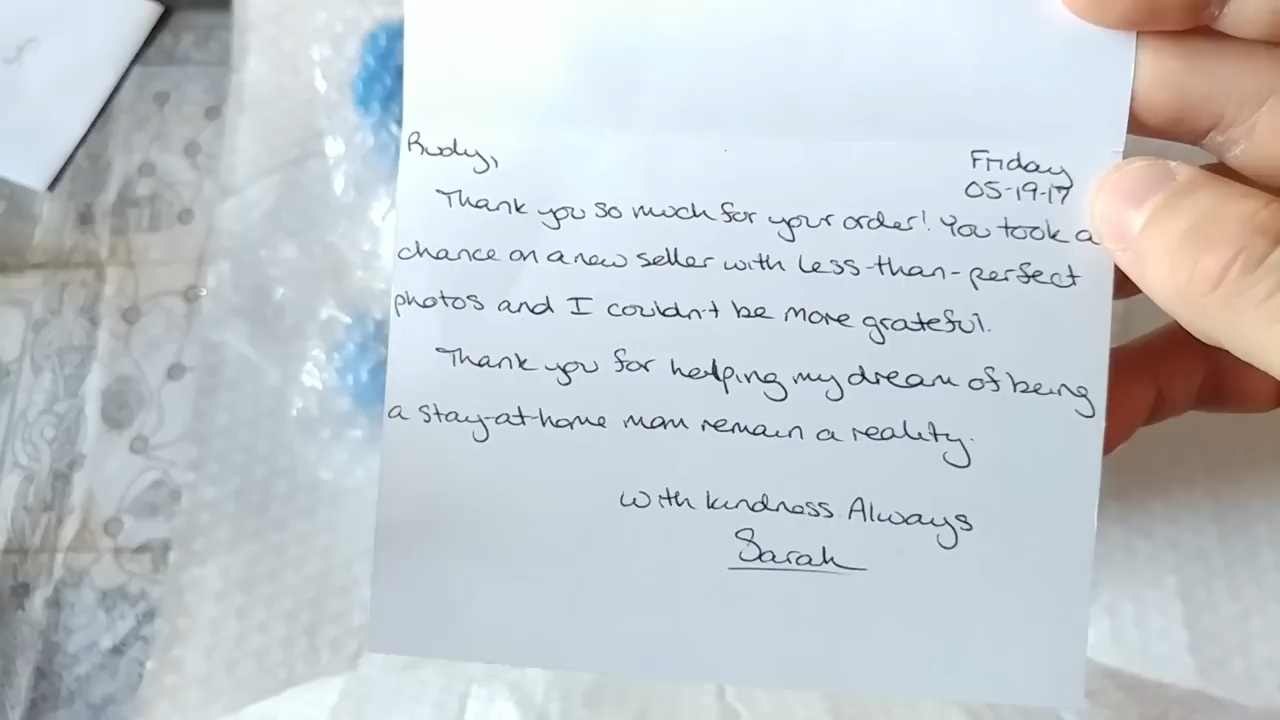 Rudy,
Friday
05-19-17
Thank you so much for your order! You took a
chance on a new seller with less-than-perfect
photos and I couldn't be more grateful.
Thank you for helping my dream of being
a stay-at-home mom remain a reality.
With kindness Always
Sarah